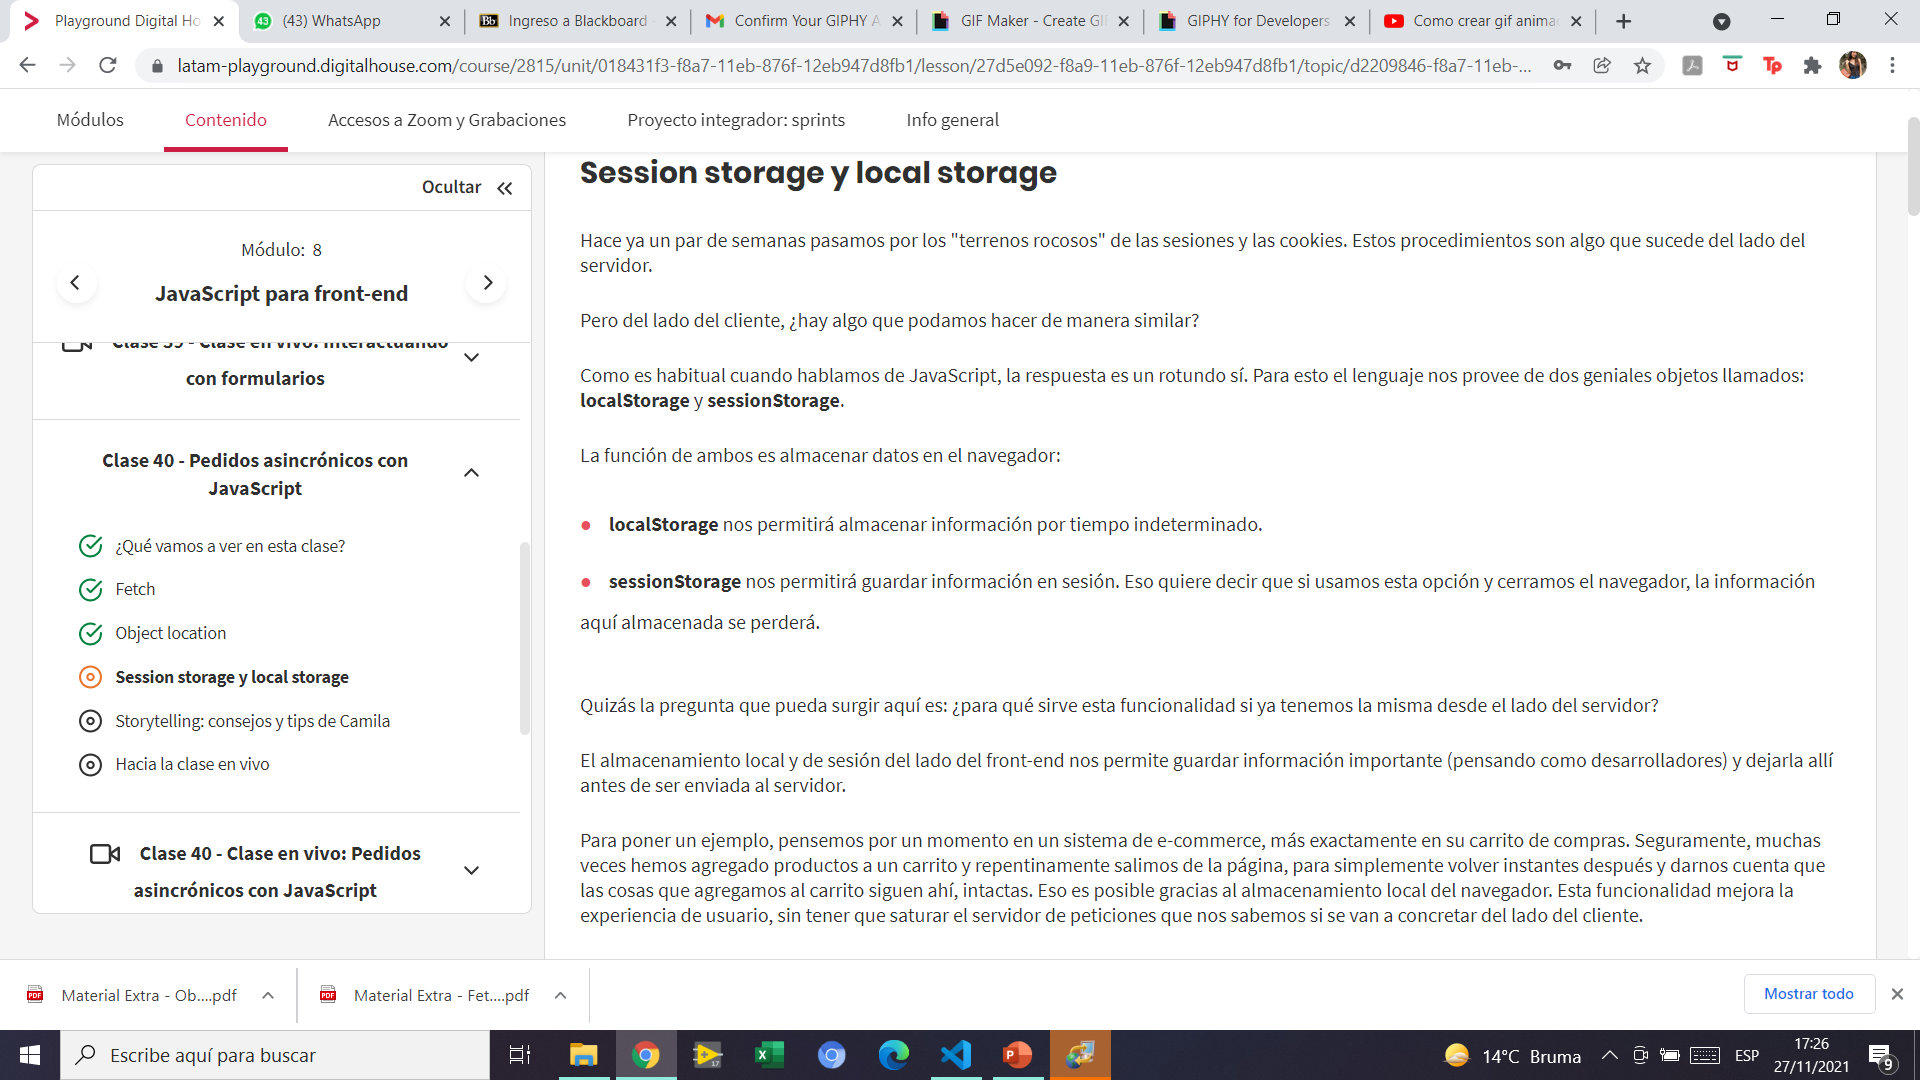 Playground Digital Ho
(43) WhatsApp
Ingreso a Blackboard
Confirm Your GIPHY A
GIF Maker - Create GI
GIPHY for Developers
Como crear gif anima
latam-playground.digitalhouse.com/course/2815/unit/018431f3-f8a7-11eb-876f-12eb947d8fb1/lesson/27d5e092-f8a9-11eb-876f-12eb947d8fb1/topic/d2209846-f8a7-11eb-...
Módulos
Contenido
Accesos a Zoom y Grabaciones
Proyecto integrador: sprints
Info general
Ocultar
Módulo: 8
JavaScript para front-end
Clase 39 - Clase en vivo: Interactuando
con formularios
Clase 40 - Pedidos asincrónicos con
JavaScript
¿Qué vamos a ver en esta clase?
Fetch
Object location
Session storage y local storage
Storytelling: consejos y tips de Camila
Hacia la clase en vivo
Clase 40 - Clase en vivo: Pedidos
asincrónicos con JavaScript
Session storage y local storage
Hace ya un par de semanas pasamos por los "terrenos rocosos" de las sesiones y las cookies. Estos procedimientos son algo que sucede del lado del
servidor.
Pero del lado del cliente, ¿hay algo que podamos hacer de manera similar?
Como es habitual cuando hablamos de JavaScript, la respuesta es un rotundo sí. Para esto el lenguaje nos provee de dos geniales objetos llamados:
localStorage y sessionStorage.
La función de ambos es almacenar datos en el navegador:
● localStorage nos permitirá almacenar información por tiempo indeterminado.
● sessionStorage nos permitirá guardar información en sesión. Eso quiere decir que si usamos esta opción y cerramos el navegador, la información
aquí almacenada se perderá.
Quizás la pregunta que pueda surgir aquí es: ¿para qué sirve esta funcionalidad si ya tenemos la misma desde el lado del servidor?
El almacenamiento local y de sesión del lado del front-end nos permite guardar información importante (pensando como desarrolladores) y dejarla allí
antes de ser enviada al servidor.
Para poner un ejemplo, pensemos por un momento en un sistema de e-commerce, más exactamente en su carrito de compras. Seguramente, muchas
veces hemos agregado productos a un carrito y repentinamente salimos de la página, para simplemente volver instantes después y darnos cuenta que
las cosas que agregamos al carrito siguen ahí, intactas. Eso es posible gracias al almacenamiento local del navegador. Esta funcionalidad mejora la
experiencia de usuario, sin tener que saturar el servidor de peticiones que nos sabemos si se van a concretar del lado del cliente.
Material Extra - Ob....pdf
Material Extra - Fet....pdf
Mostrar todo
Escribe aquí para buscar
14°C Bruma
ESP
17:26
27/11/2021
9